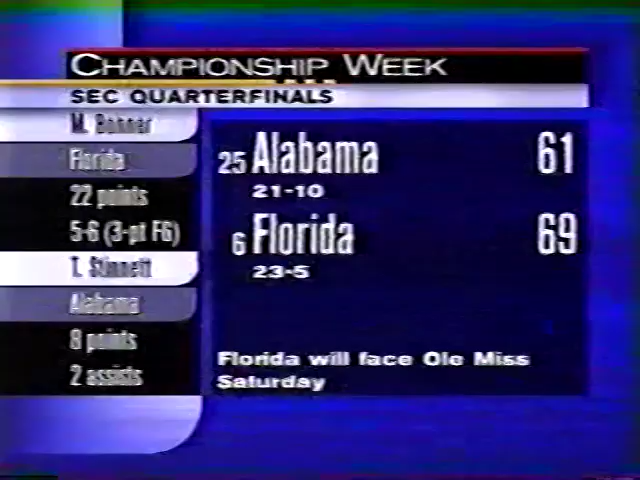 CHAMPIONSHIP WEEK
SEC QUARTERFINALS
M. Bonner
Florida
22 points
5-6 (3-pt FG)
T. Stinnett
Alabama
8 points
2 assists
25 Alabama 61
21-10
6 Florida 69
23-5
Florida will face Ole Miss
Saturday